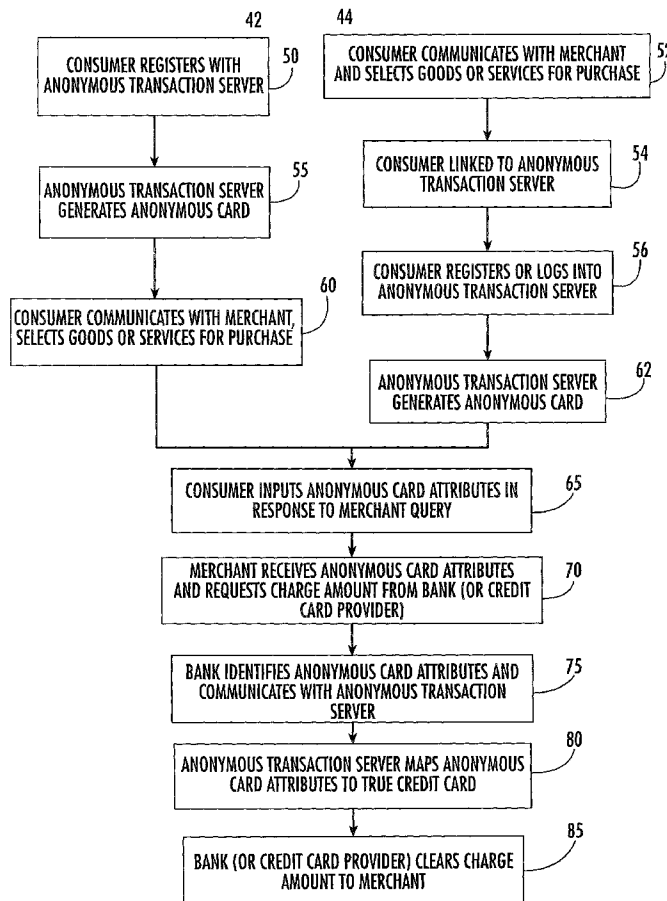 42
44
CONSUMER REGISTERS WITH
ANONYMOUS TRANSACTION SERVER
50
ANONYMOUS TRANSACTION SERVER
GENERATES ANONYMOUS CARD
55
CONSUMER COMMUNICATES WITH MERCHANT,
SELECTS GOODS OR SERVICES FOR PURCHASE
60
CONSUMER COMMUNICATES WITH MERCHANT
AND SELECTS GOODS OR SERVICES FOR PURCHASE
52
CONSUMER LINKED TO ANONYMOUS
TRANSACTION SERVER
54
CONSUMER REGISTERS OR LOGS INTO
ANONYMOUS TRANSACTION SERVER
56
ANONYMOUS TRANSACTION SERVER
GENERATES ANONYMOUS CARD
62
CONSUMER INPUTS ANONYMOUS CARD ATTRIBUTES IN
RESPONSE TO MERCHANT QUERY
65
MERCHANT RECEIVES ANONYMOUS CARD ATTRIBUTES
AND REQUESTS CHARGE AMOUNT FROM BANK (OR CREDIT
CARD PROVIDER)
70
BANK IDENTIFIES ANONYMOUS CARD ATTRIBUTES AND
COMMUNICATES WITH ANONYMOUS TRANSACTION
SERVER
75
ANONYMOUS TRANSACTION SERVER MAPS ANONYMOUS
CARD ATTRIBUTES TO TRUE CREDIT CARD
80
BANK (OR CREDIT CARD PROVIDER) CLEARS CHARGE
AMOUNT TO MERCHANT
85